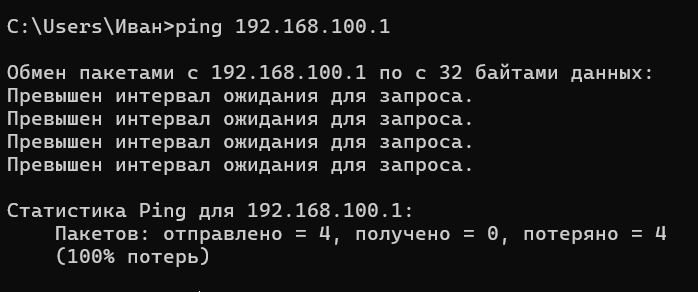 C:\Users\Иван>ping 192.168.100.1
Обмен пакетами с 192.168.100.1 по с 32 байтами данных:
Превышен интервал ожидания для запроса.
Превышен интервал ожидания для запроса.
Превышен интервал ожидания для запроса.
Превышен интервал ожидания для запроса.
Статистика Ping для 192.168.100.1:
Пакетов: отправлено = 4, получено = 0, потеряно = 4
(100% потерь)